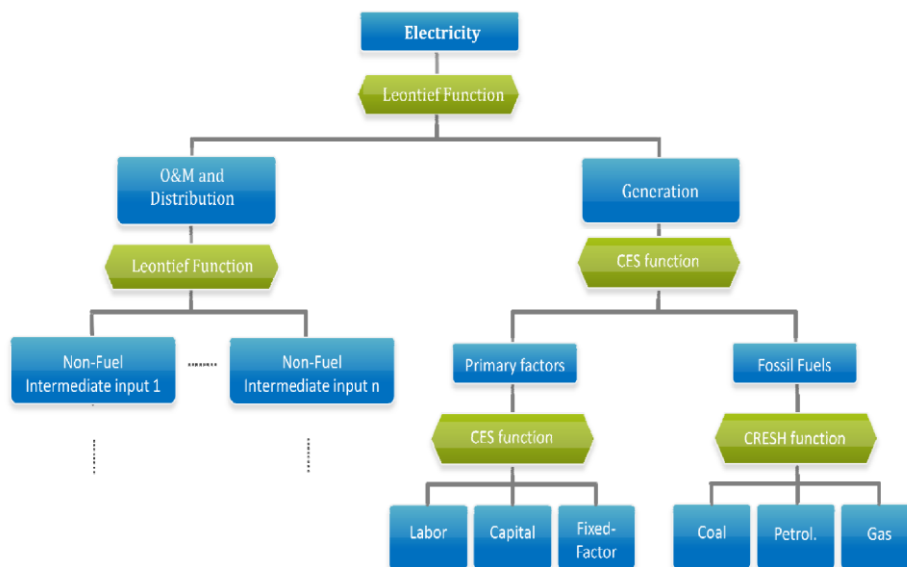 Electricity
Leontief Function
O&M and
Distribution
Generation
Leontief Function
CES function
Non-Fuel
Intermediate input 1
........
Non-Fuel
Intermediate input n
Primary factors
Fossil Fuels
CES function
CRESH function
Labor
Capital
Fixed-
Factor
Coal
Petrol.
Gas